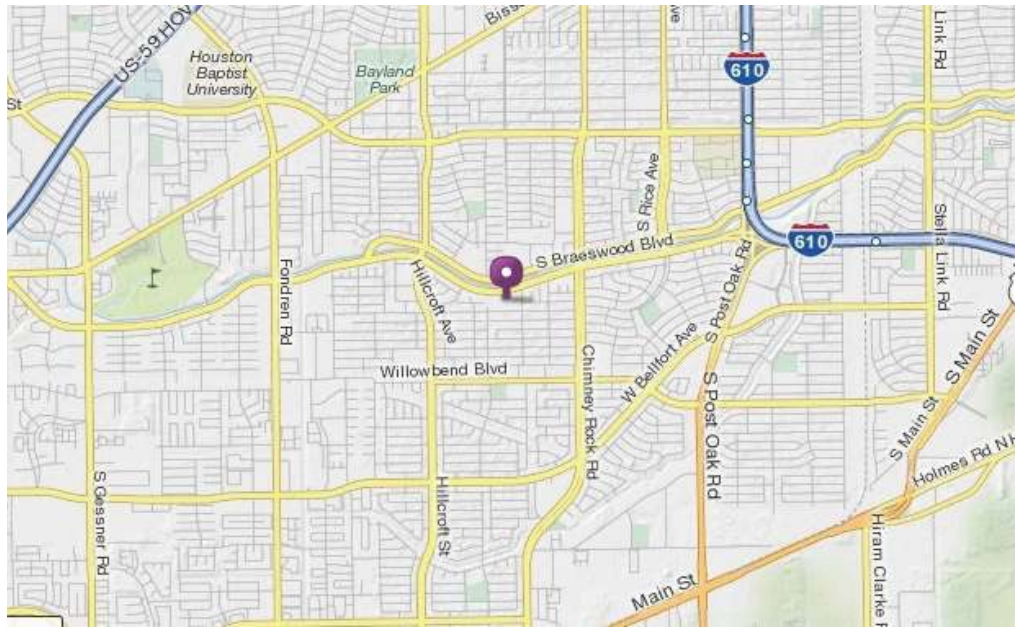 US-59 HOV
Houston
Baptist
University
Bayland
Park
Biss
Ave
610
Link Rd
St
S Rice Ave
610
S Braeswood Blvd
Stella Link Rd
Fondren Rd
Hillcroft Ave
S Post Oak Rd
Willowbend Blvd
Chimney Rock Rd
W Bellfort Ave
S Main St
S Post Oak Rd
S Main St
Holmes Rd N
S Gessner Rd
Hillcroft St
Hiram Clarke R
Main St